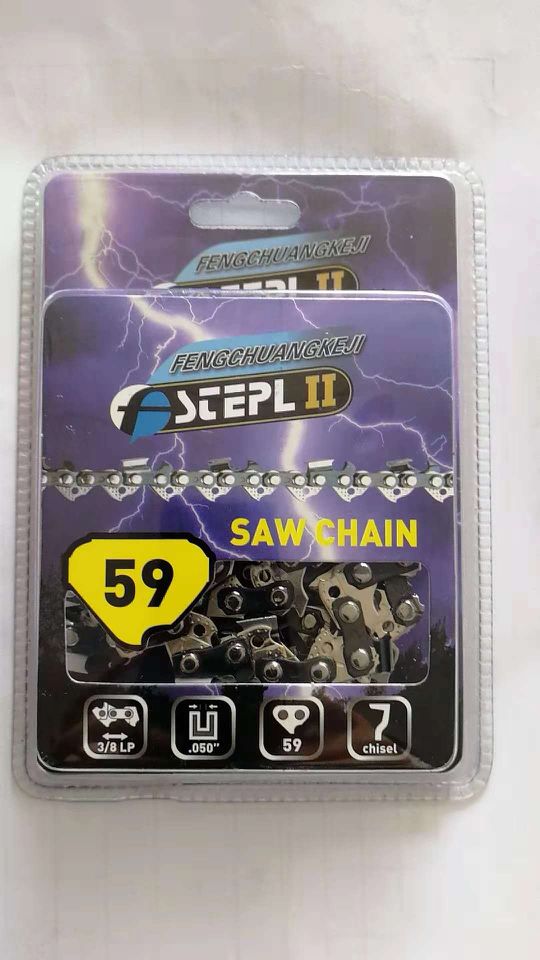 FENGCHUANGKEJI
STEPL II
FENGCHUANGKEJI
STEPL II
SAW CHAIN
59
3/8 LP
.050"
59
7
chisel